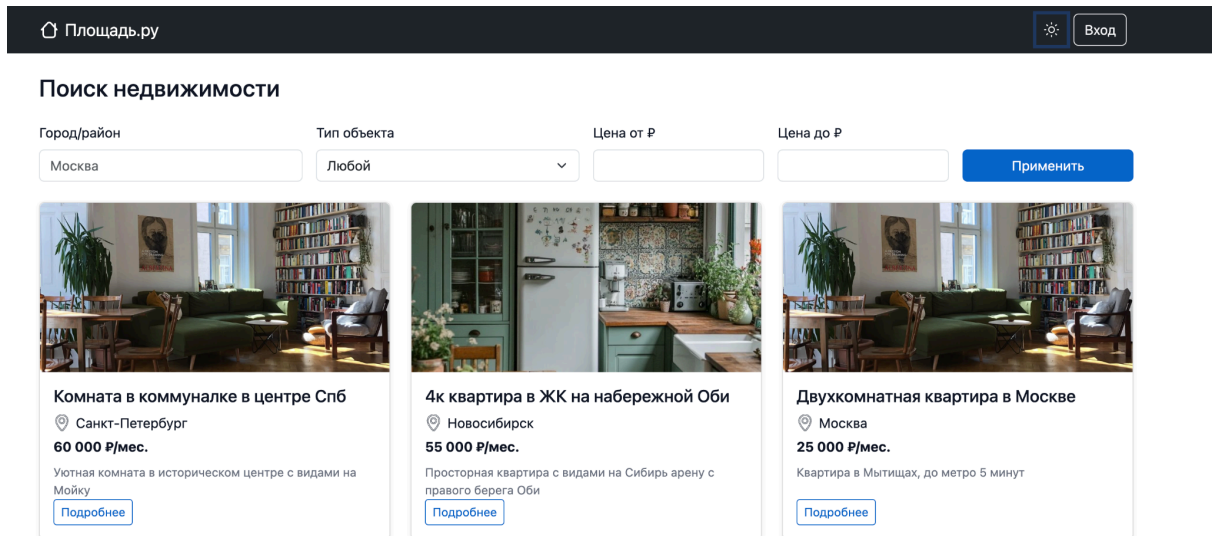 Площадь.ру
Вход
Поиск недвижимости
Город/район
Тип объекта
Цена от ₽
Цена до ₽
Москва
Любой
Применить
Комната в коммуналке в центре Спб
Санкт-Петербург
60 000 ₽/мес.
Уютная комната в историческом центре с видами на
Мойку
Подробнее
4к квартира в ЖК на набережной Оби
Новосибирск
55 000 ₽/мес.
Просторная квартира с видами на Сибирь арену с
правого берега Оби
Подробнее
Двухкомнатная квартира в Москве
Москва
25 000 ₽/мес.
Квартира в Мытищах, до метро 5 минут
Подробнее